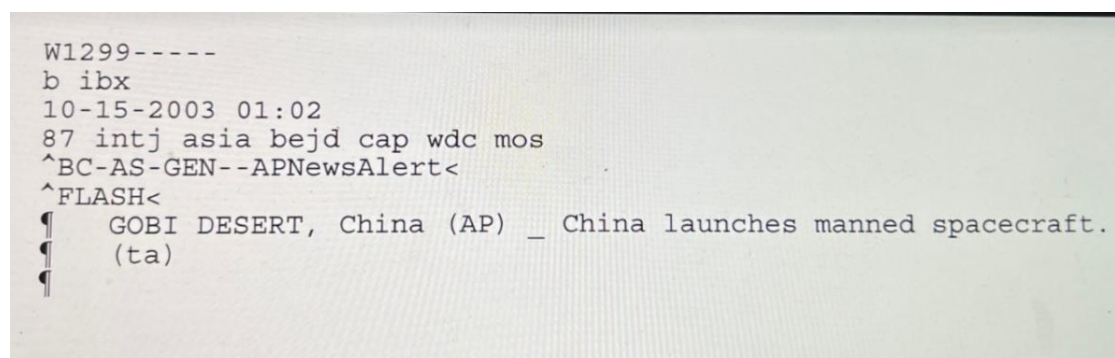 W1299-----
b ibx
10-15-2003 01:02
87 intj asia bejd cap wdc mos
^BC-AS-GEN--APNewsAlert<
^FLASH<
¶ GOBI DESERT, China (AP) _ China launches manned spacecraft.
¶ (ta)
¶